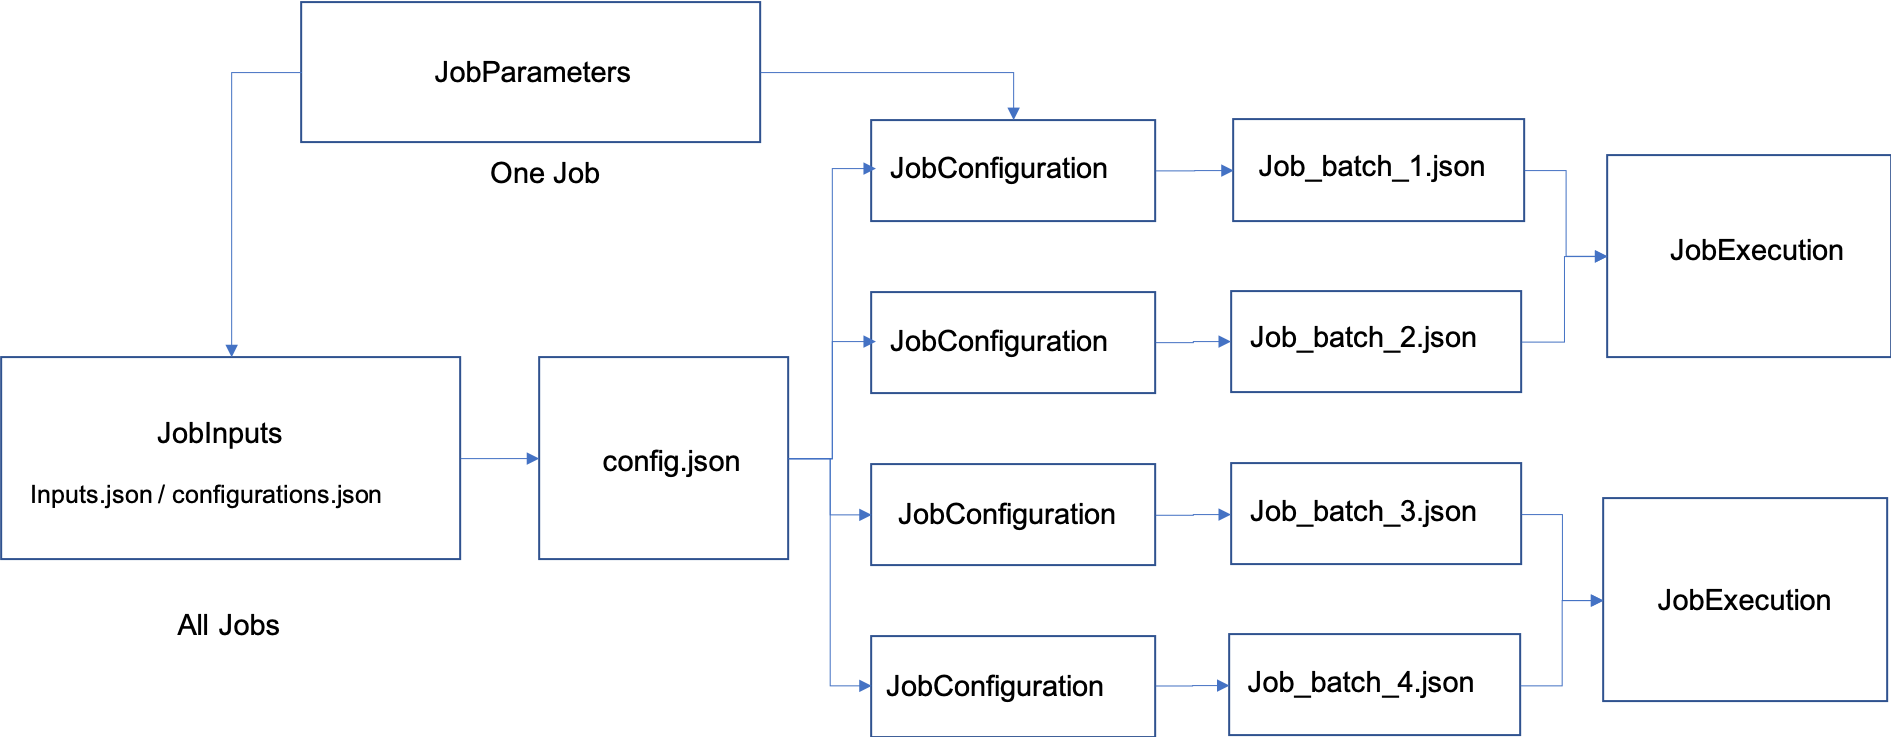 JobParameters
One Job
JobInputs
Inputs.json / configurations.json
All Jobs
config.json
JobConfiguration
Job_batch_1.json
JobConfiguration
Job_batch_2.json
JobExecution
JobConfiguration
Job_batch_3.json
JobConfiguration
Job_batch_4.json
JobExecution